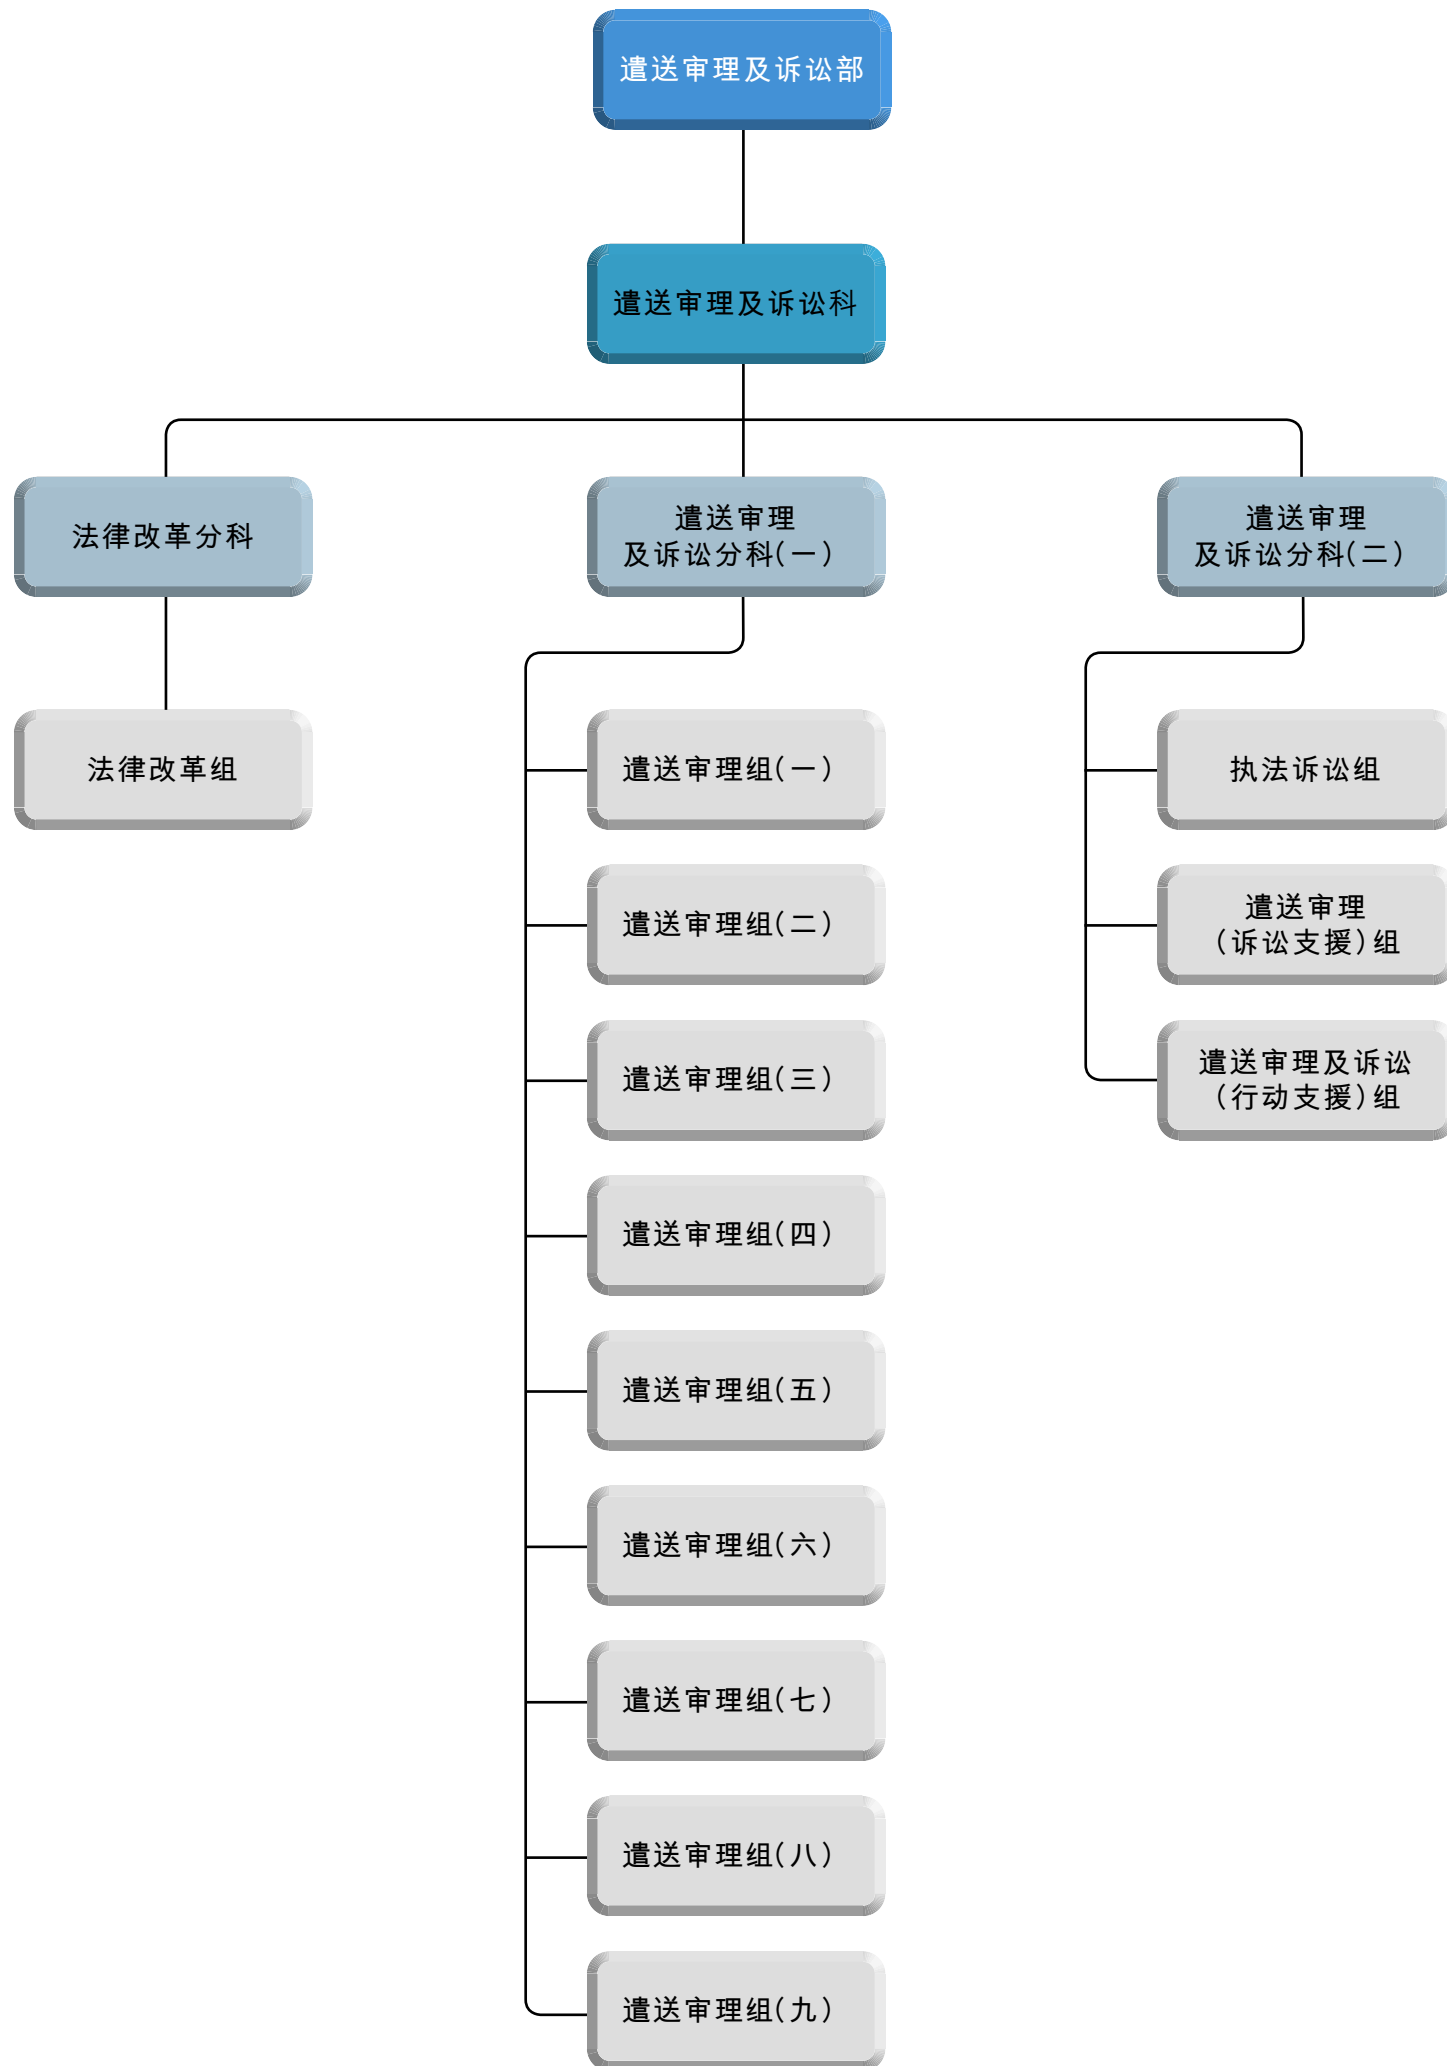 遣送审理及诉讼部
遣送审理及诉讼科
法律改革分科
遣送审理
及诉讼分科(一)
遣送审理
及诉讼分科(二)
法律改革组
遣送审理组(一)
遣送审理组(二)
遣送审理组(三)
遣送审理组(四)
遣送审理组(五)
遣送审理组(六)
遣送审理组(七)
遣送审理组(八)
遣送审理组(九)
执法诉讼组
遣送审理
(诉讼支援)组
遣送审理及诉讼
(行动支援)组